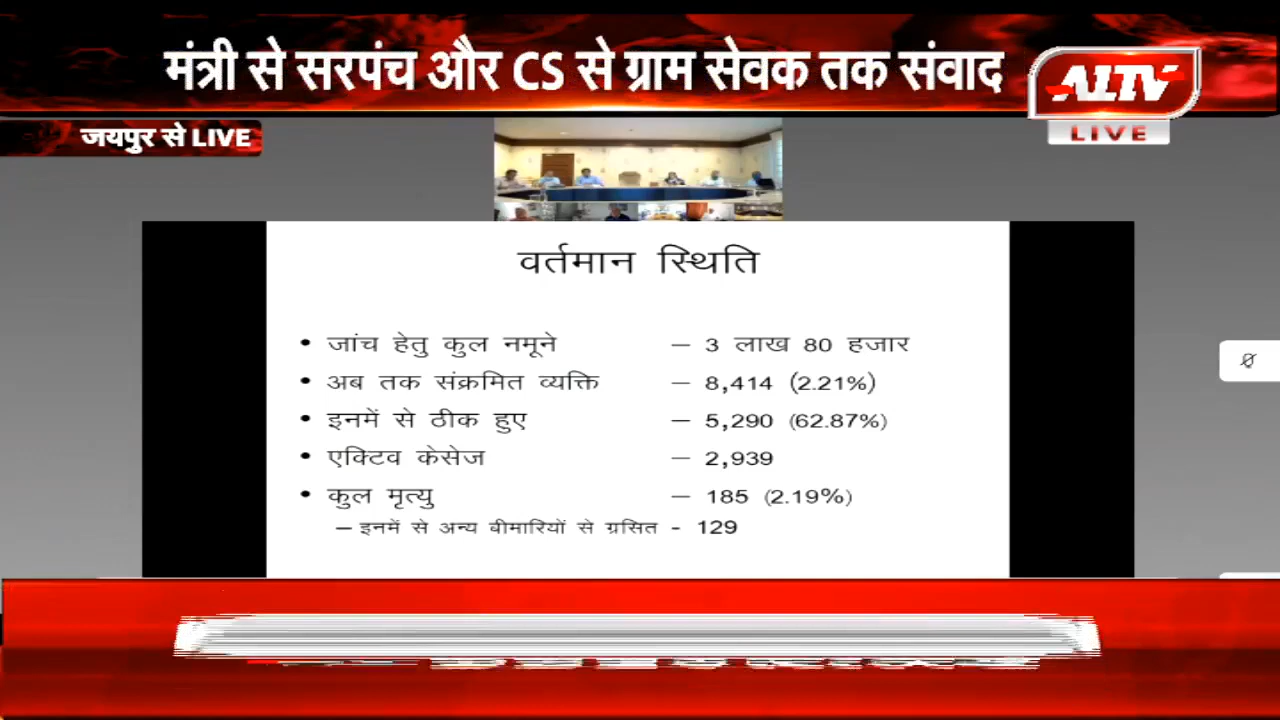 मंत्री से सरपंच और CS से ग्राम सेवक तक संवाद
ALTV
LIVE
जयपुर से LIVE
वर्तमान स्थिति
• जांच हेतु कुल नमूने – 3 लाख 80 हजार
• अब तक संक्रमित व्यक्ति – 8,414 (2.21%)
• इनमें से ठीक हुए – 5,290 (62.87%)
• एक्टिव केसेज – 2,939
• कुल मृत्यु – 185 (2.19%)
– इनमें से अन्य बीमारियों से ग्रसित - 129